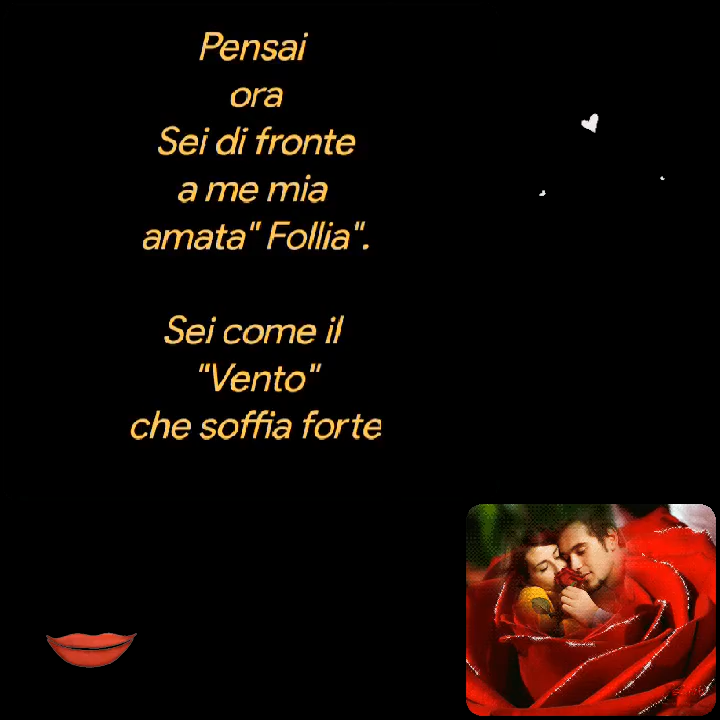 Pensai
ora
Sei di fronte
a me mia
amata" Follia".
Sei come il
"Vento"
che soffia forte